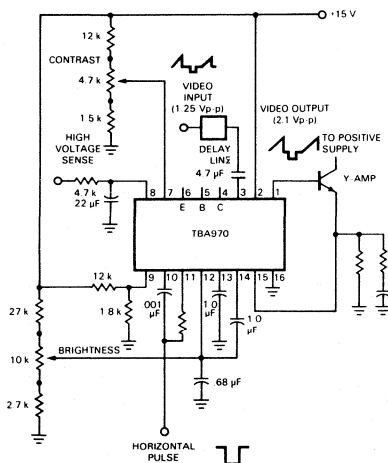 +15 V
12 k
CONTRAST
4.7 k
1.5 k
VIDEO
INPUT
(1.25 Vp-p)
VIDEO OUTPUT
(2.1 Vp-p)
TO POSITIVE
SUPPLY
HIGH
VOLTAGE
SENSE
DELAY
LINE
4.7 µF
Y-AMP
4.7 k
22 µF
8 7 6 5 4 3 2 1
E B C
TBA970
9 10 11 12 13 14 15 16
12 k
27 k
1.8 k
001
µF
1.0
µF
1.0
µF
10 k
BRIGHTNESS
.68 µF
2.7 k
HORIZONTAL
PULSE